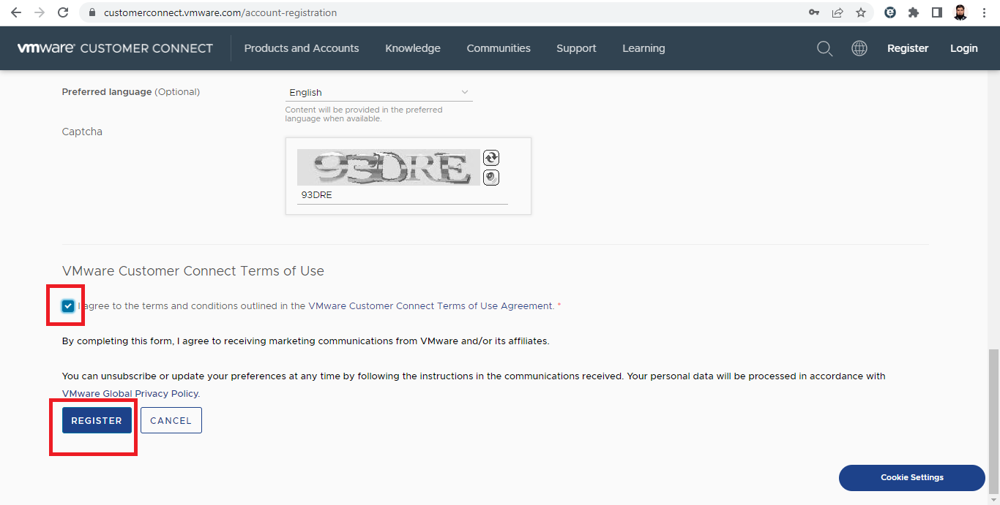 customerconnect.vmware.com/account-registration
vmware® CUSTOMER CONNECT Products and Accounts Knowledge Communities Support Learning Register Login
Preferred language (Optional) English
Content will be provided in the preferred
language when available.
Captcha
93DRE
93DRE
VMware Customer Connect Terms of Use
I agree to the terms and conditions outlined in the VMware Customer Connect Terms of Use Agreement. *
By completing this form, I agree to receiving marketing communications from VMware and/or its affiliates.
You can unsubscribe or update your preferences at any time by following the instructions in the communications received. Your personal data will be processed in accordance with
VMware Global Privacy Policy.
REGISTER CANCEL
Cookie Settings